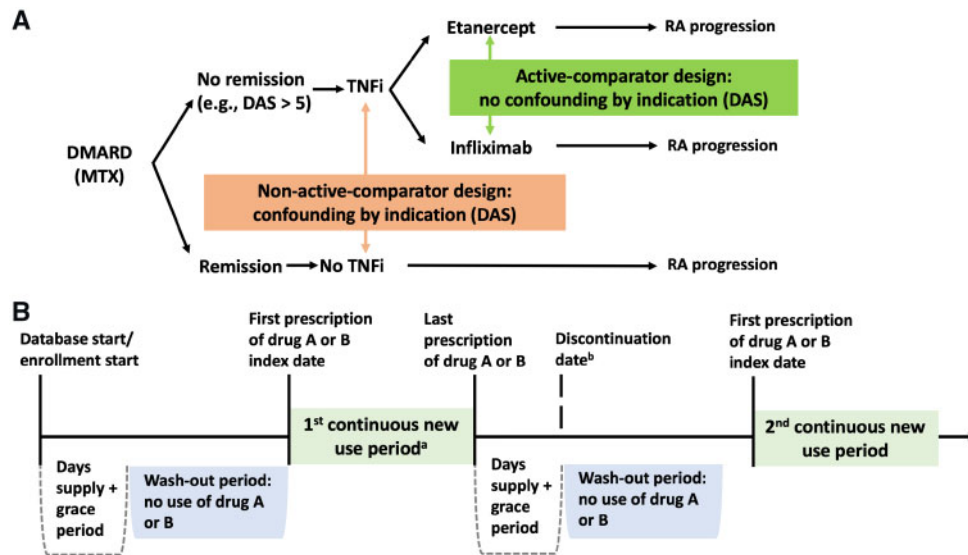 A
Etanercept
RA progression
No remission
(e.g., DAS > 5)
TNFi
Active-comparator design:
no confounding by indication (DAS)
DMARD
(MTX)
Infliximab
RA progression
Non-active-comparator design:
confounding by indication (DAS)
Remission
No TNFi
RA progression
B
Database start/
enrollment start
First prescription
of drug A or B
index date
Last
prescription
of drug A or B
Discontinuation
dateᵇ
First prescription
of drug A or B
index date
1ˢᵗ continuous new
use periodᵃ
2ⁿᵈ continuous new
use period
Days
supply +
grace
period
Wash-out period:
no use of drug A
or B
Days
supply +
grace
period
Wash-out period:
no use of drug A
or B